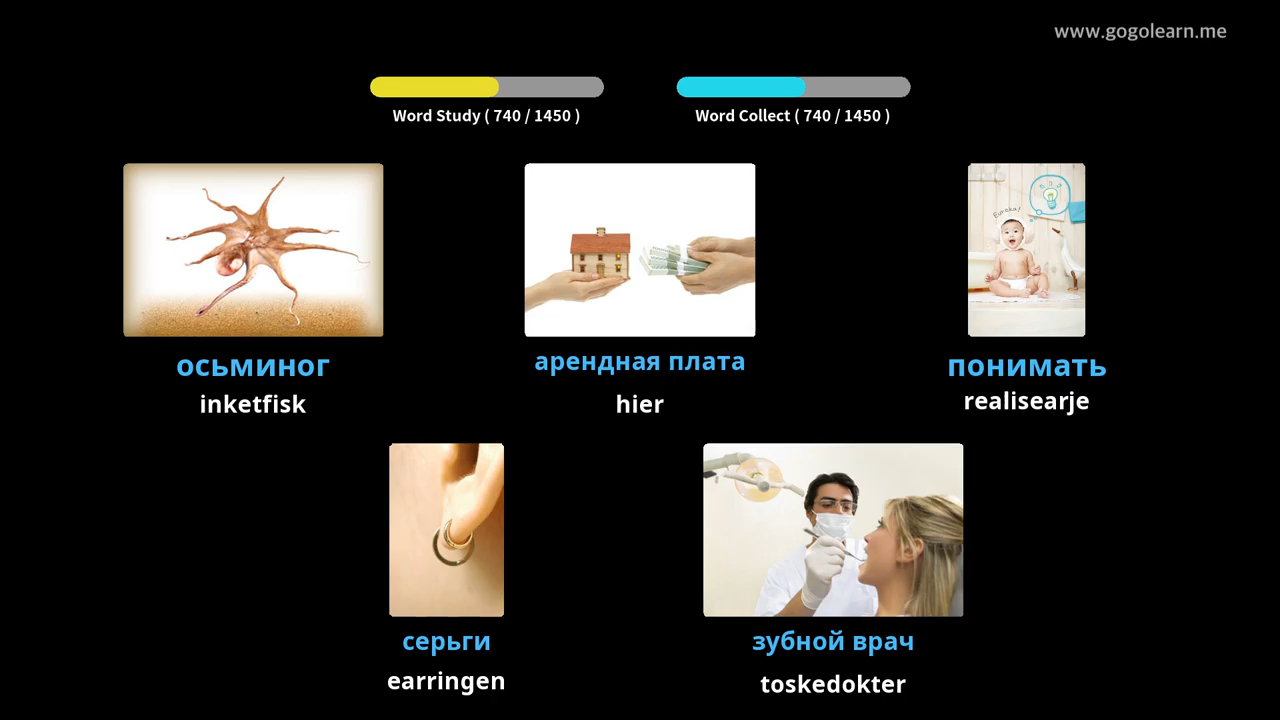 www.gogolearn.me
Word Study ( 740 / 1450 )
Word Collect ( 740 / 1450 )
Eureka!
осьминог
арендная плата
понимать
inketfisk
hier
realisearje
серьги
зубной врач
earringen
toskedokter